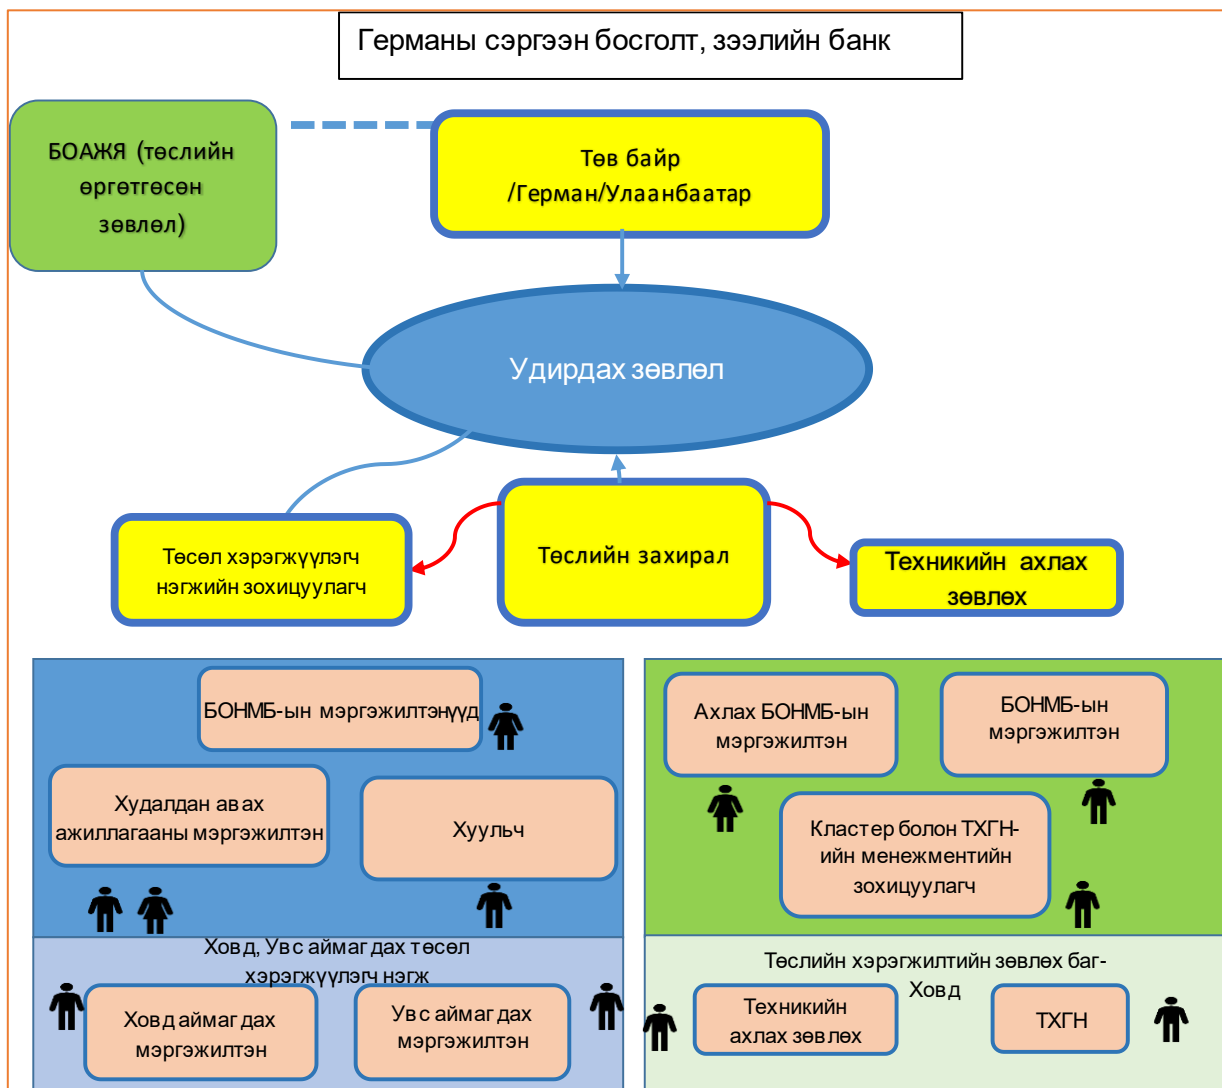 Германы сэргээн босголт, зээлийн банк
БОАЖЯ (төслийн
өргөтгөсөн
зөвлөл)
Төв байр
/Герман/Улаанбаатар
Удирдах зөвлөл
Төсөл хэрэгжүүлэгч
нэгжийн зохицуулагч
Төслийн захирал
Техникийн ахлах
зөвлөх
БОНМБ-ын мэргэжилтэнүүд
Худалдан авах
ажиллагааны мэргэжилтэн
Хуульч
Ахлах БОНМБ-ын
мэргэжилтэн
БОНМБ-ын
мэргэжилтэн
Кластер болон ТХГН-
ийн менежментийн
зохицуулагч
Ховд, Увс аймагдах төсөл
хэрэгжүүлэгч нэгж
Ховд аймагдах
мэргэжилтэн
Увс аймагдах
мэргэжилтэн
Төслийн хэрэгжилтийн зөвлөх баг-
Ховд
Техникийн
ахлах зөвлөх
ТХГН